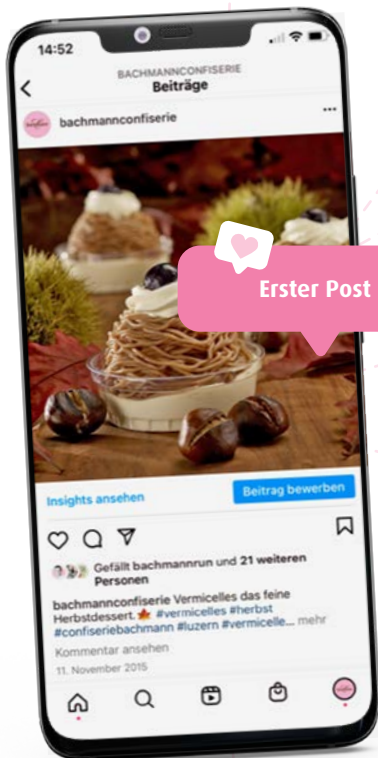 14:52
BACHMANNCONFISERIE
Beiträge
bachmannconfiserie
Erster Post
Insights ansehen
Beitrag bewerben
Gefällt bachmannrun und 21 weiteren
Personen
bachmannconfiserie Vermicelles das feine
Herbstdessert. #vermicelles #herbst
#confiseriebachmann #luzern #vermicelle... mehr
Kommentar ansehen
11. November 2015